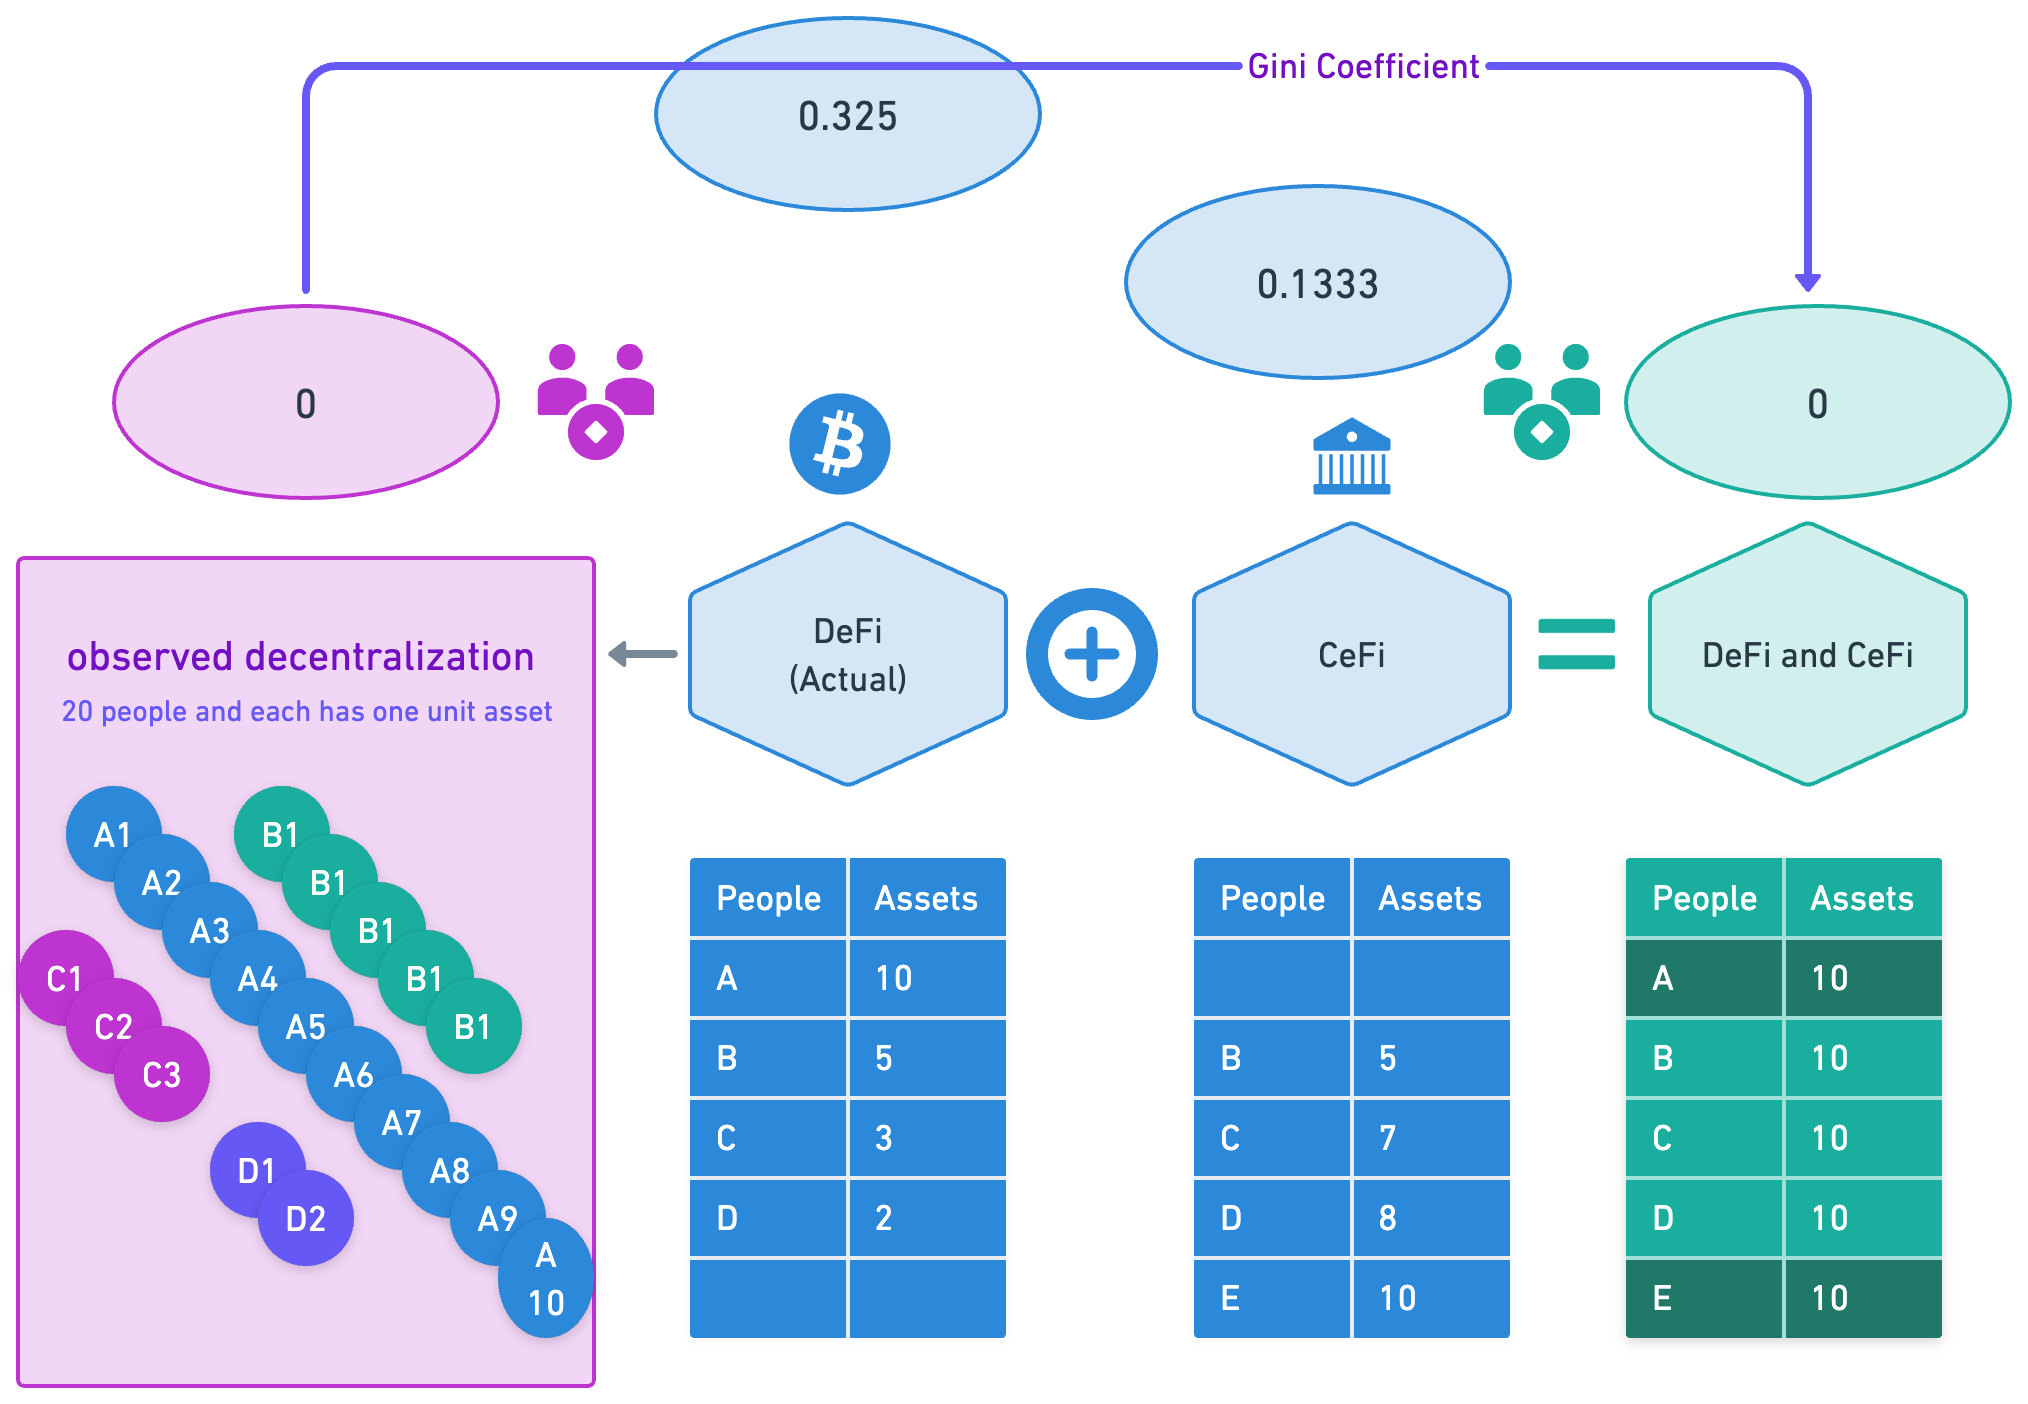 Gini Coefficient
0.325
0.1333
0
0
observed decentralization
20 people and each has one unit asset
DeFi
(Actual)
CeFi
DeFi and CeFi
A1
A2
A3
A4
A5
A6
A7
A8
A9
A
10
B1
B1
B1
B1
B1
C1
C2
C3
D1
D2
People Assets
A 10
B 5
C 3
D 2
People Assets
B 5
C 7
D 8
E 10
People Assets
A 10
B 10
C 10
D 10
E 10